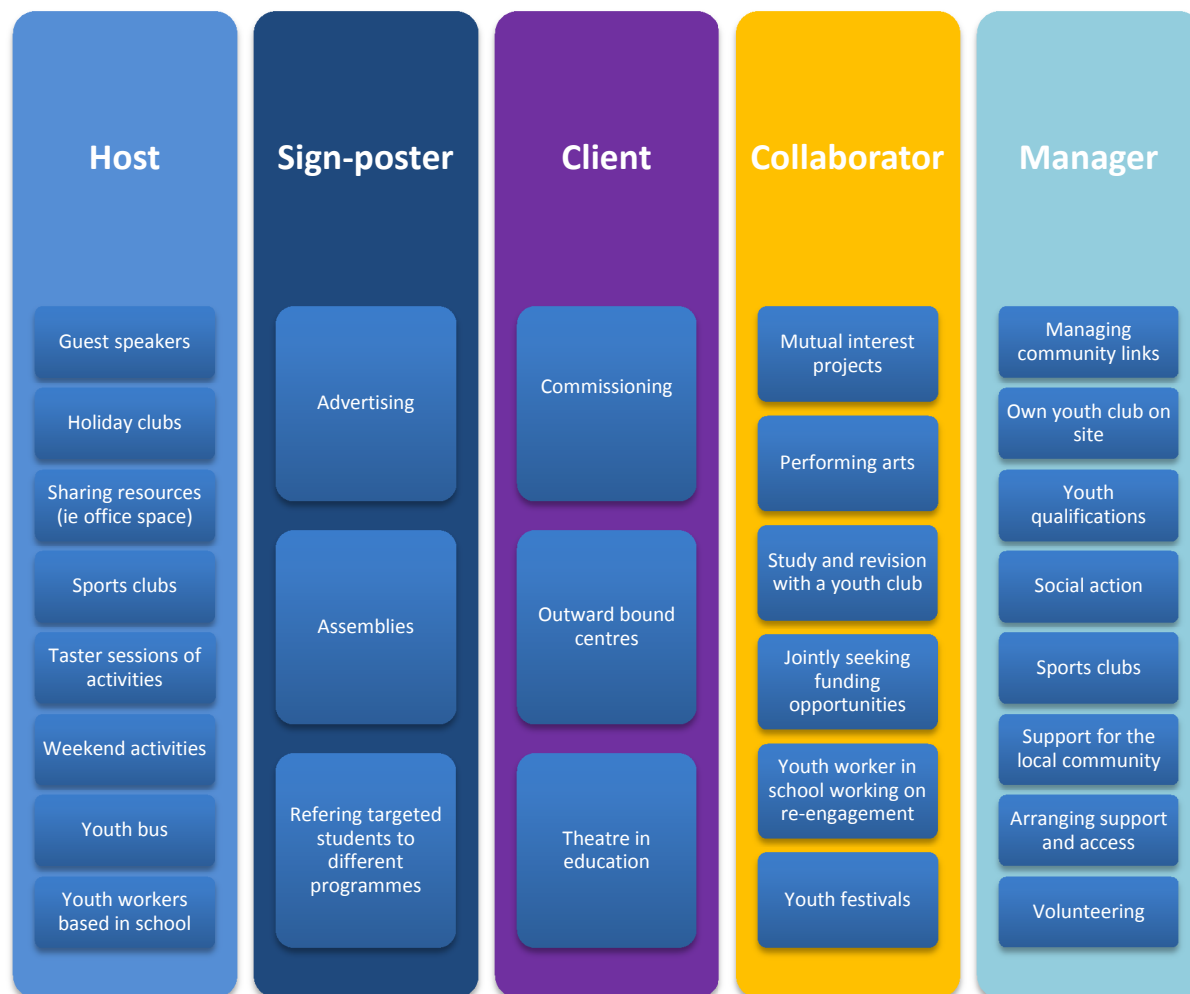 Host
Guest speakers
Holiday clubs
Sharing resources
(ie office space)
Sports clubs
Taster sessions of
activities
Weekend activities
Youth bus
Youth workers
based in school
Sign-poster
Advertising
Assemblies
Refering targeted
students to
different
programmes
Client
Commissioning
Outward bound
centres
Theatre in
education
Collaborator
Mutual interest
projects
Performing arts
Study and revision
with a youth club
Jointly seeking
funding
opportunities
Youth worker in
school working on
re-engagement
Youth festivals
Manager
Managing
community links
Own youth club on
site
Youth
qualifications
Social action
Sports clubs
Support for the
local community
Arranging support
and access
Volunteering